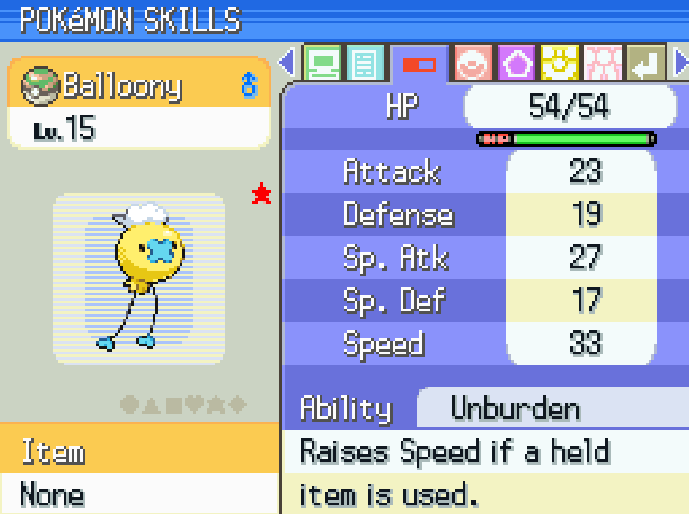 POKéMON SKILLS
Balloony ♂
Lv.15
HP 54/54
HP
Attack 23
Defense 19
Sp. Atk 27
Sp. Def 17
Speed 33
Ability Unburden
Raises Speed if a held
item is used.
Item
None